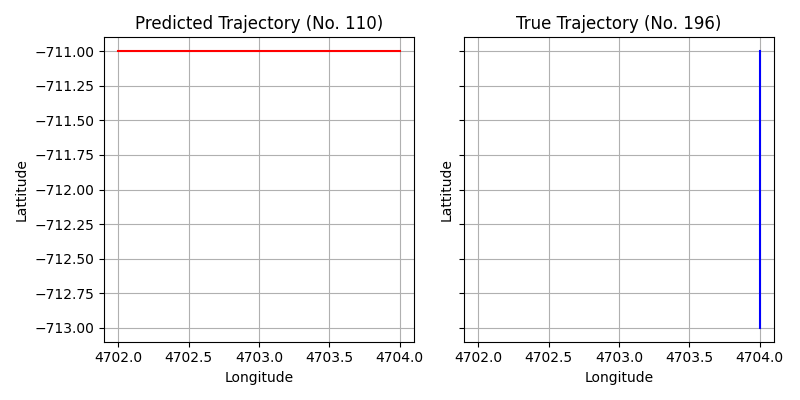 Predicted Trajectory (No. 110)
True Trajectory (No. 196)
−711.00
−711.25
−711.50
−711.75
−712.00
−712.25
−712.50
−712.75
−713.00
Lattitude
4702.0 4702.5 4703.0 4703.5 4704.0
Longitude
Lattitude
4702.0 4702.5 4703.0 4703.5 4704.0
Longitude